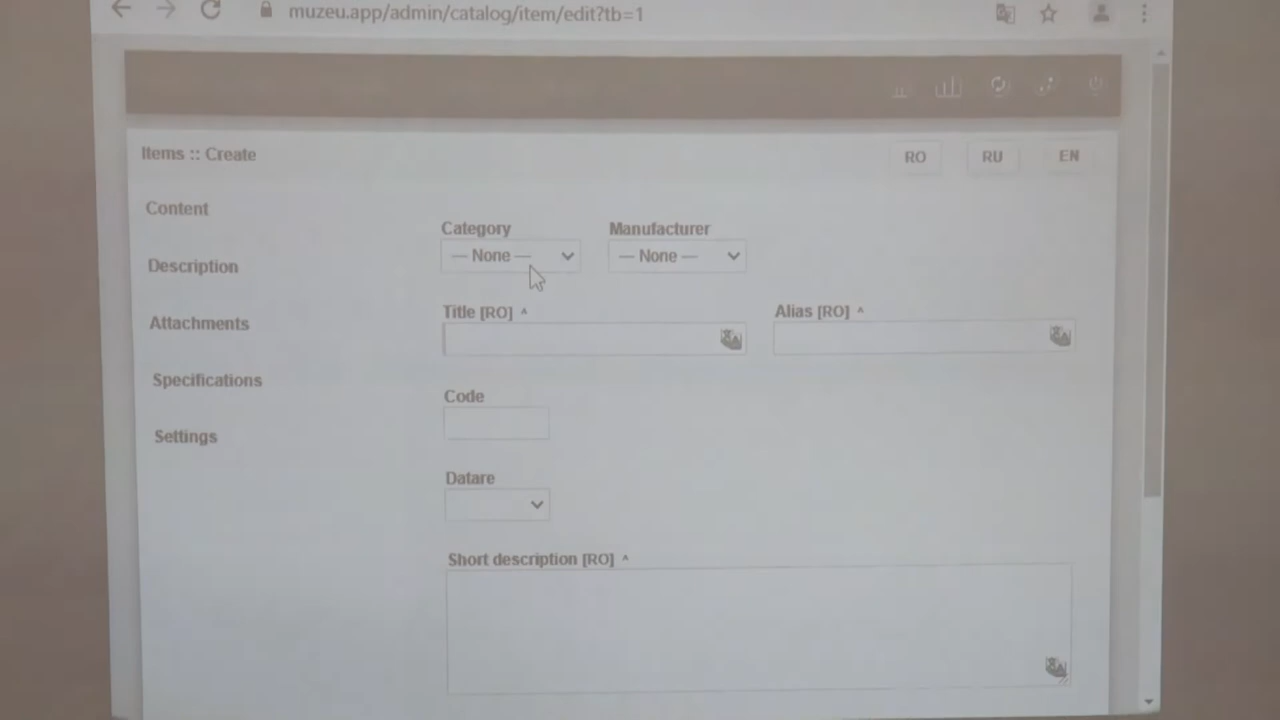 muzeu.app/admin/catalog/item/edit?tb=1
Items :: Create
RO RU EN
Content
Description
Attachments
Specifications
Settings
Category Manufacturer
— None — — None —
Title [RO] ^ Alias [RO] ^
Code
Datare
Short description [RO] ^